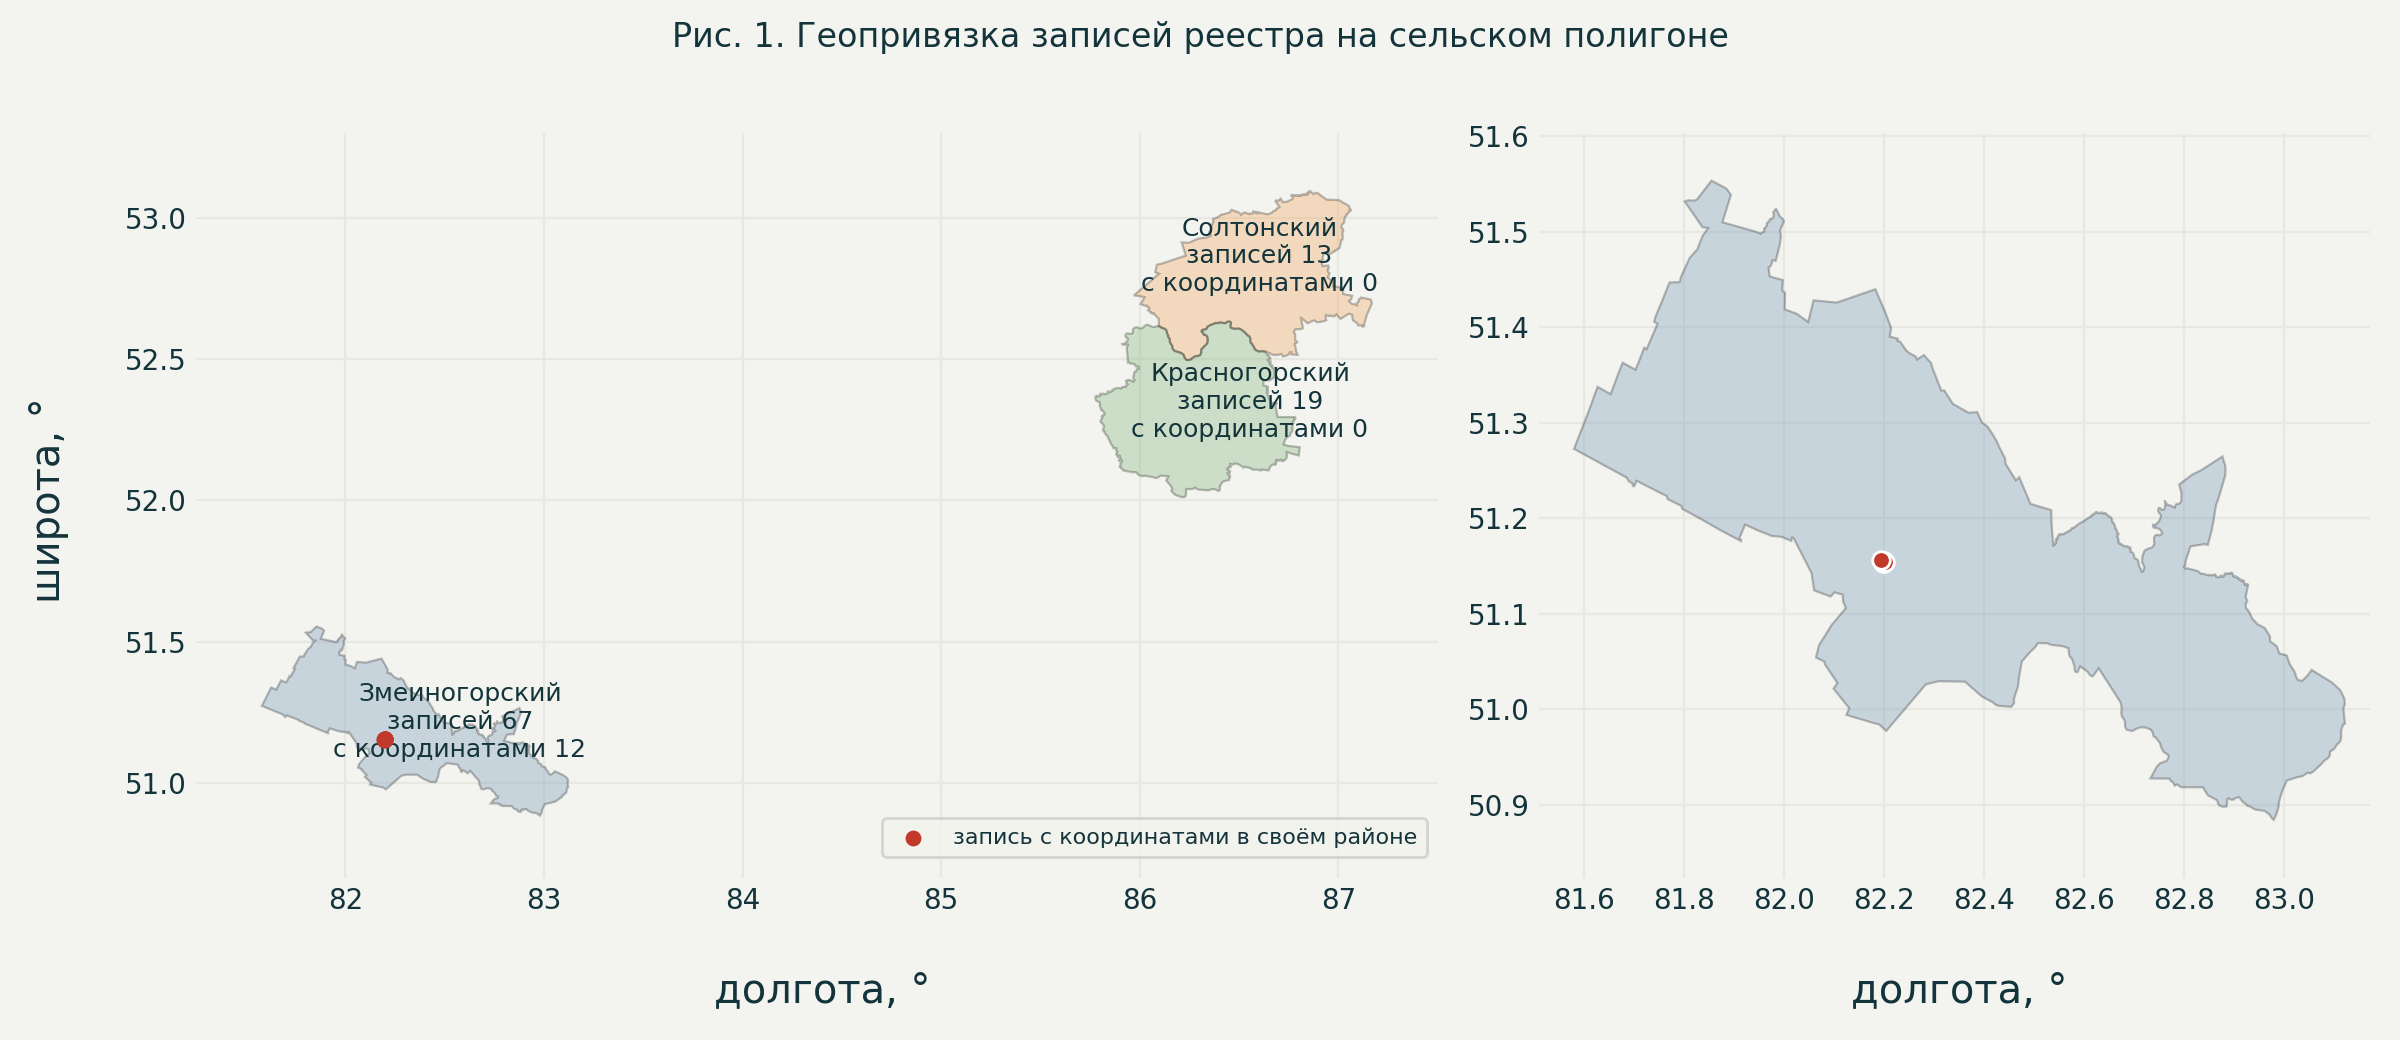 Рис. 1. Геопривязка записей реестра на сельском полигоне
широта, °
53.0
52.5
52.0
51.5
51.0
Солтонский
записей 13
с координатами 0
Красногорский
записей 19
с координатами 0
Змеиногорский
записей 67
с координатами 12
запись с координатами в своём районе
82 83 84 85 86 87
долгота, °
51.6
51.5
51.4
51.3
51.2
51.1
51.0
50.9
81.6 81.8 82.0 82.2 82.4 82.6 82.8 83.0
долгота, °